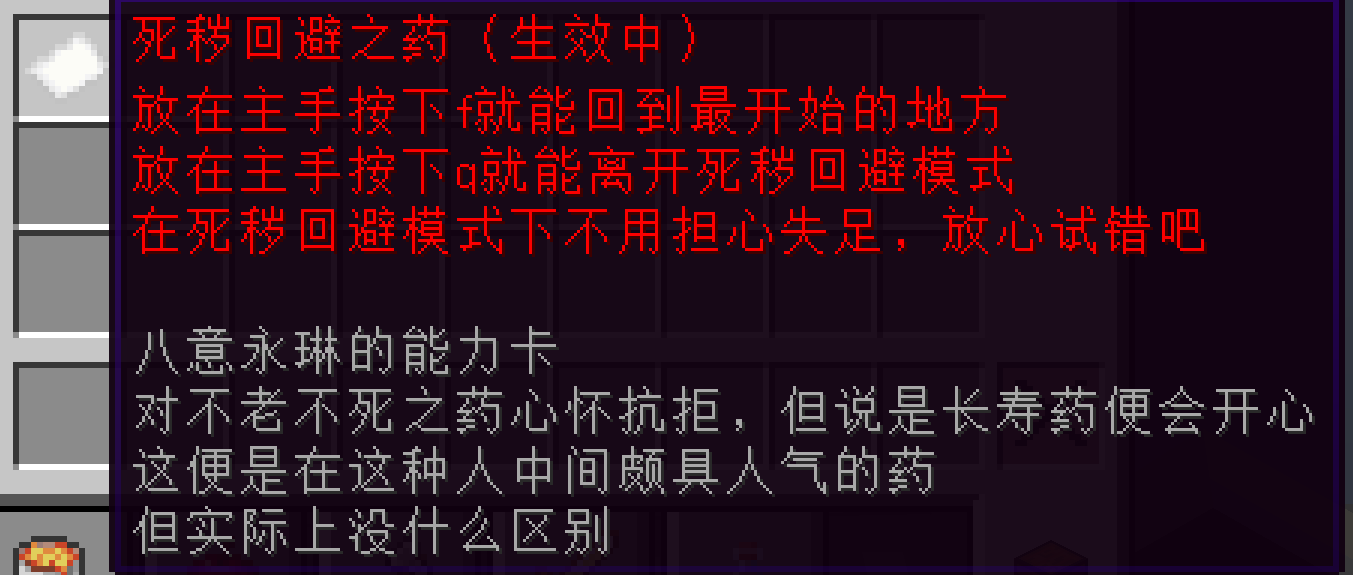 死秽回避之药（生效中）
放在主手按下f就能回到最开始的地方
放在主手按下q就能离开死秽回避模式
在死秽回避模式下不用担心失足，放心试错吧
八意永琳的能力卡
对不老不死之药心怀抗拒，但说是长寿药便会开心
这便是在这种人中间颇具人气的药
但实际上没什么区别